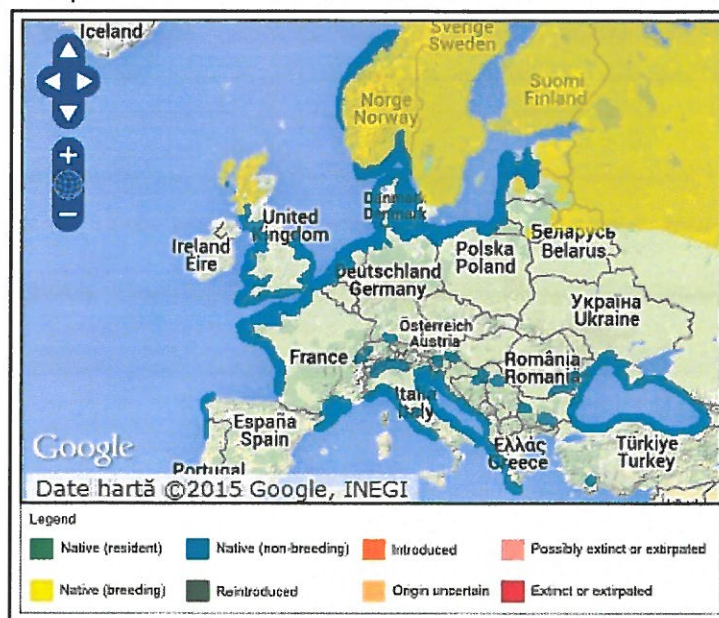 Iceland
Sverige
Sweden
Norge
Norway
Suomi
Finland
Danmark
Denmark
United
Kingdom
Ireland
Éire
Беларусь
Belarus
Polska
Poland
Deutschland
Germany
Україна
Ukraine
Österreich
Austria
France
România
Romania
Italia
Italy
España
Spain
Ελλάς
Greece
Türkiye
Turkey
Portugal
Google
Date hartă ©2015 Google, INEGI
Legend
Native (resident)
Native (non-breeding)
Introduced
Possibly extinct or extirpated
Native (breeding)
Reintroduced
Origin uncertain
Extinct or extirpated